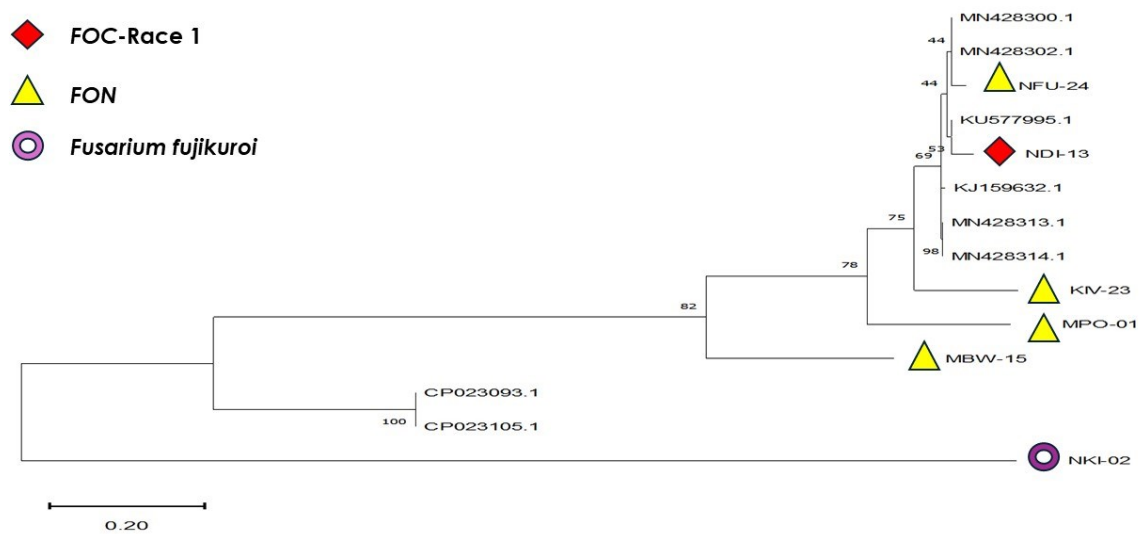 FOC-Race 1
FON
Fusarium fujikuroi
MN428300.1
44
MN428302.1
44
NFU-24
KU577995.1
53
NDI-13
69
KJ159632.1
75
MN428313.1
98
MN428314.1
78
KIV-23
82
MPO-01
MBW-15
CP023093.1
100
CP023105.1
NKI-02
0.20